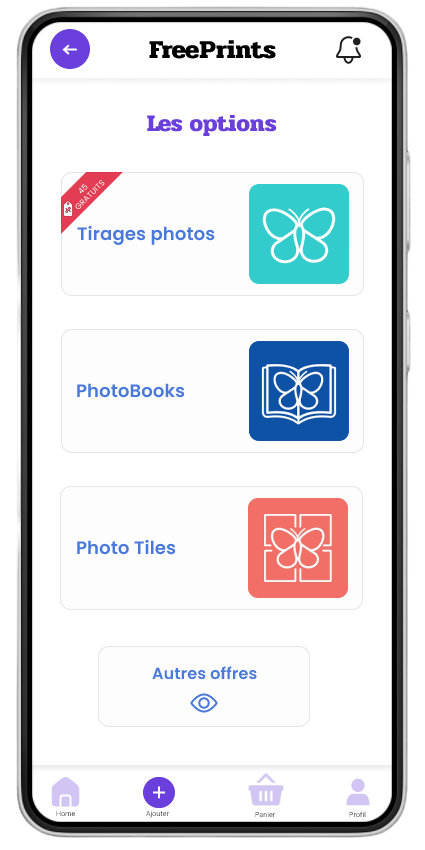 FreePrints
Les options
45
GRATUITS
Tirages photos
PhotoBooks
Photo Tiles
Autres offres
Home
Ajouter
Panier
Profil